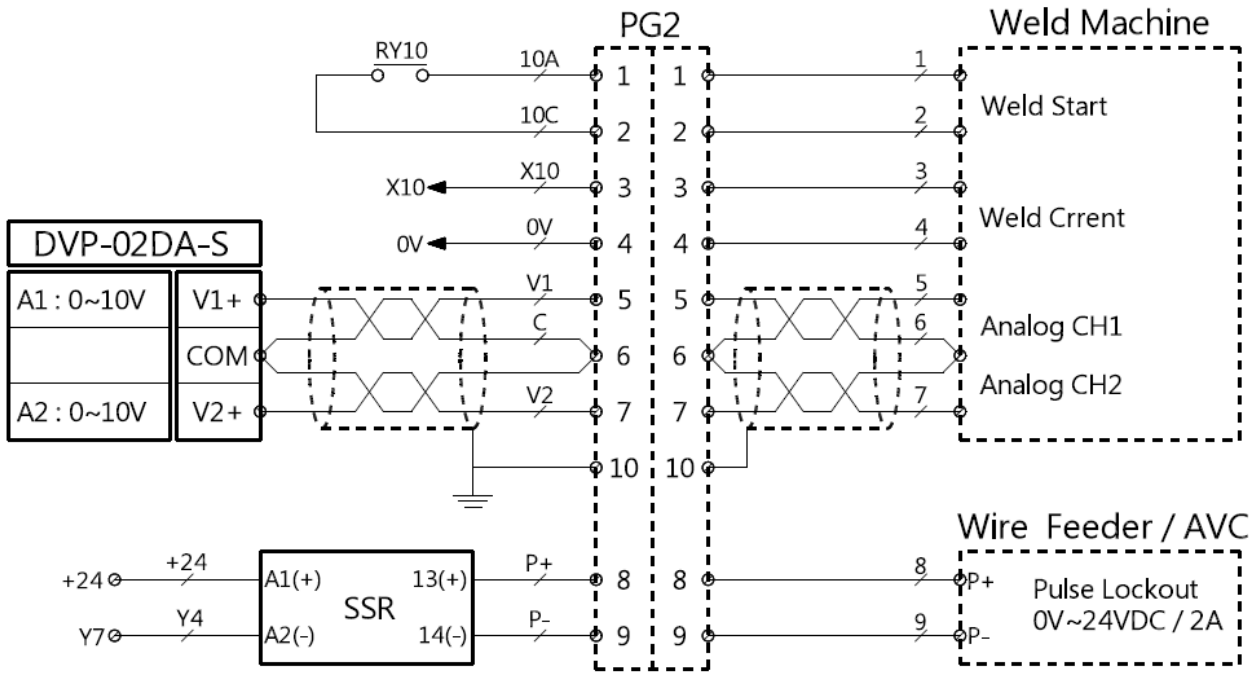 PG2
Weld Machine
RY10
10A
1
1
1
Weld Start
10C
2
2
2
X10
X10
3
3
3
Weld Crrent
0V
0V
4
4
4
DVP-02DA-S
A1 : 0~10V
V1+
V1
5
5
5
C
6
Analog CH1
COM
6
6
Analog CH2
A2 : 0~10V
V2+
V2
7
7
7
10
10
Wire Feeder / AVC
+24
+24
A1(+)
13(+)
P+
8
8
8
P+
Pulse Lockout
SSR
0V~24VDC / 2A
Y7
Y4
A2(-)
14(-)
P-
9
9
9
P-